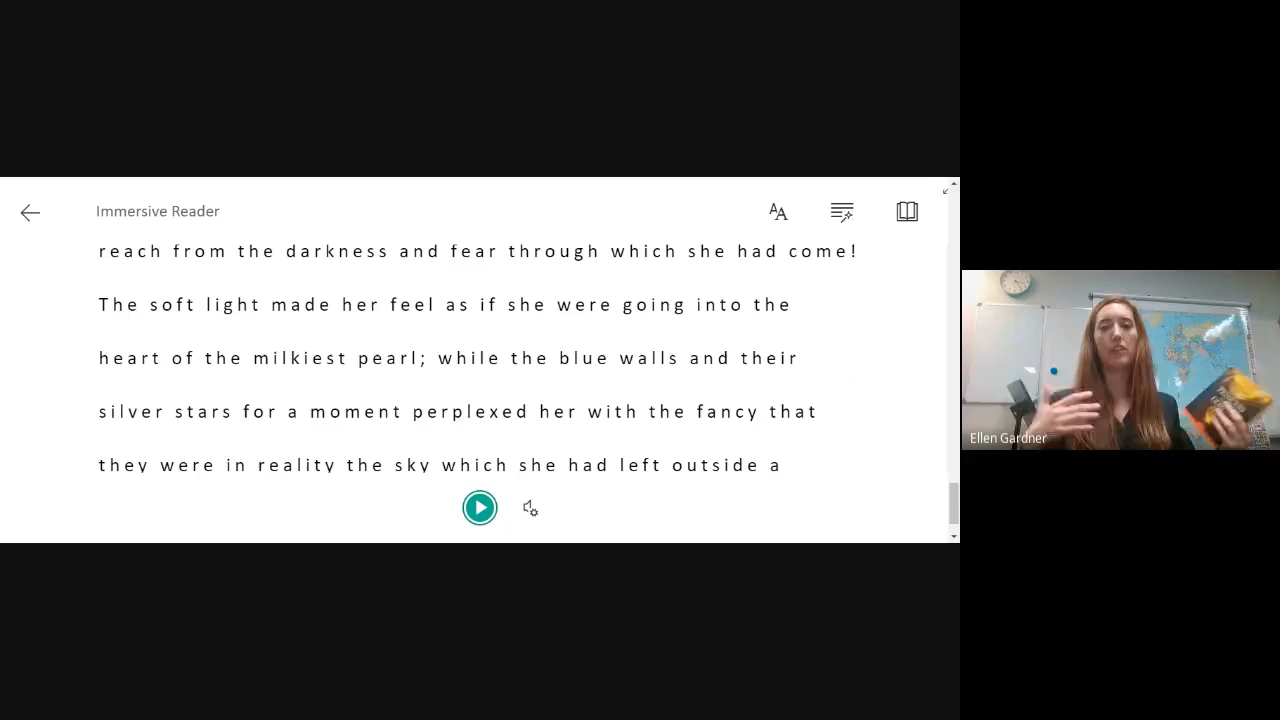 Immersive Reader
reach from the darkness and fear through which she had come!
The soft light made her feel as if she were going into the
heart of the milkiest pearl; while the blue walls and their
silver stars for a moment perplexed her with the fancy that
they were in reality the sky which she had left outside a
Ellen Gardner